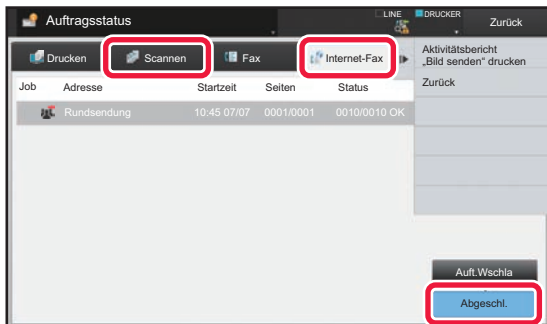 Auftragsstatus
LINE
DRUCKER
Zurück
Drucken
Scannen
Fax
Internet-Fax
Aktivitätsbericht
„Bild senden“ drucken
Zurück
Job Adresse Startzeit Seiten Status
Rundsendung 10:45 07/07 0001/0001 0010/0010 OK
Auft.Wschla
Abgeschl.